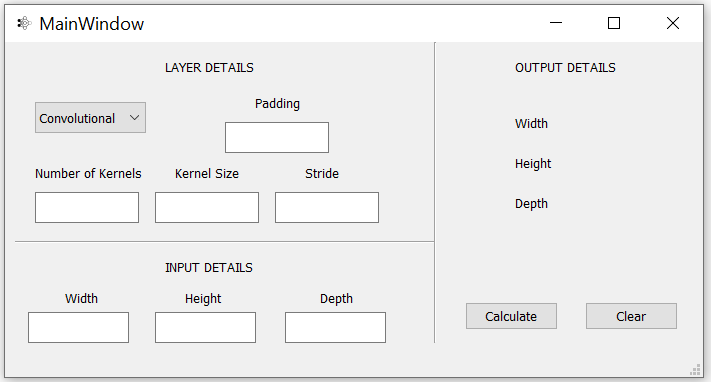 MainWindow
LAYER DETAILS
Convolutional
Padding
Number of Kernels
Kernel Size
Stride
INPUT DETAILS
Width
Height
Depth
OUTPUT DETAILS
Width
Height
Depth
Calculate
Clear